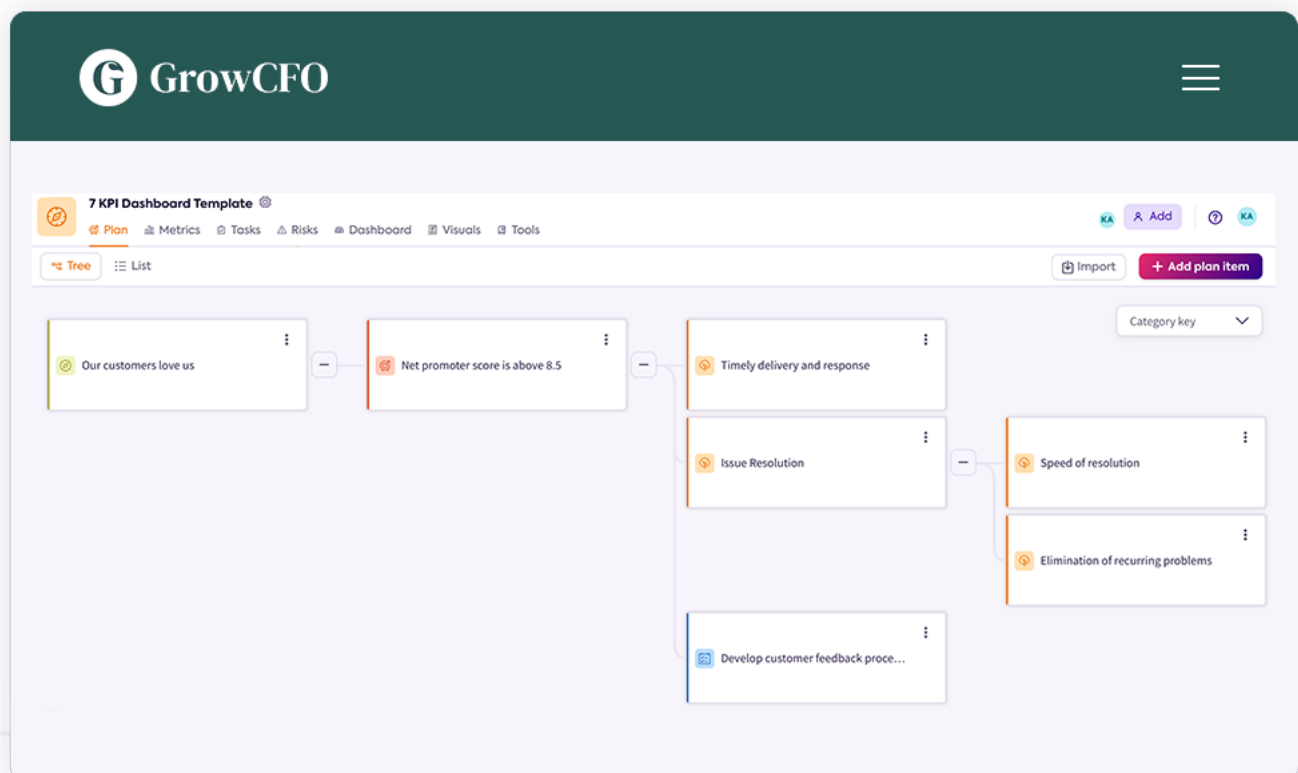 GrowCFO
7 KPI Dashboard Template
Plan Metrics Tasks Risks Dashboard Visuals Tools
KA Add KA
Tree List
Import + Add plan item
Category key
Our customers love us
Net promoter score is above 8.5
Timely delivery and response
Issue Resolution
Speed of resolution
Elimination of recurring problems
Develop customer feedback proce...